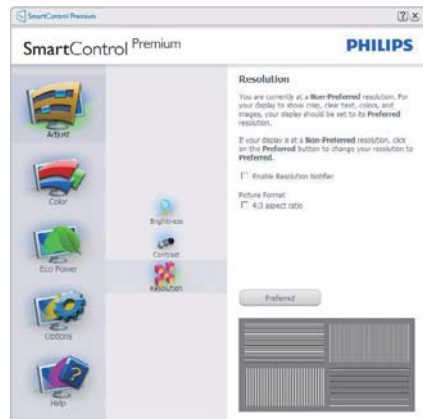 SmartControl Premium
SmartControl Premium
PHILIPS
Adjust
Color
Eco Power
Options
Help
Brightness
Contrast
Resolution
Resolution
You are currently at a Non-Preferred resolution. For
your display to show crisp, clear text, colors, and
images, your display should be set to its Preferred
resolution.
If your display is at a Non-Preferred resolution, click
on the Preferred button to change your resolution to
Preferred.
Enable Resolution Notifier
Picture Format
4:3 aspect ratio
Preferred